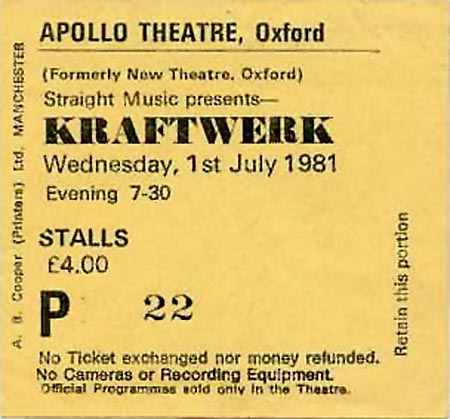 APOLLO THEATRE, Oxford
(Formerly New Theatre, Oxford)
Straight Music presents—
KRAFTWERK
Wednesday, 1st July 1981
Evening 7-30
STALLS
£4.00
P 22
No Ticket exchanged nor money refunded.
No Cameras or Recording Equipment.
Official Programmes sold only in the Theatre.
A. B. Cooper (Printers) Ltd. MANCHESTER
Retain this portion